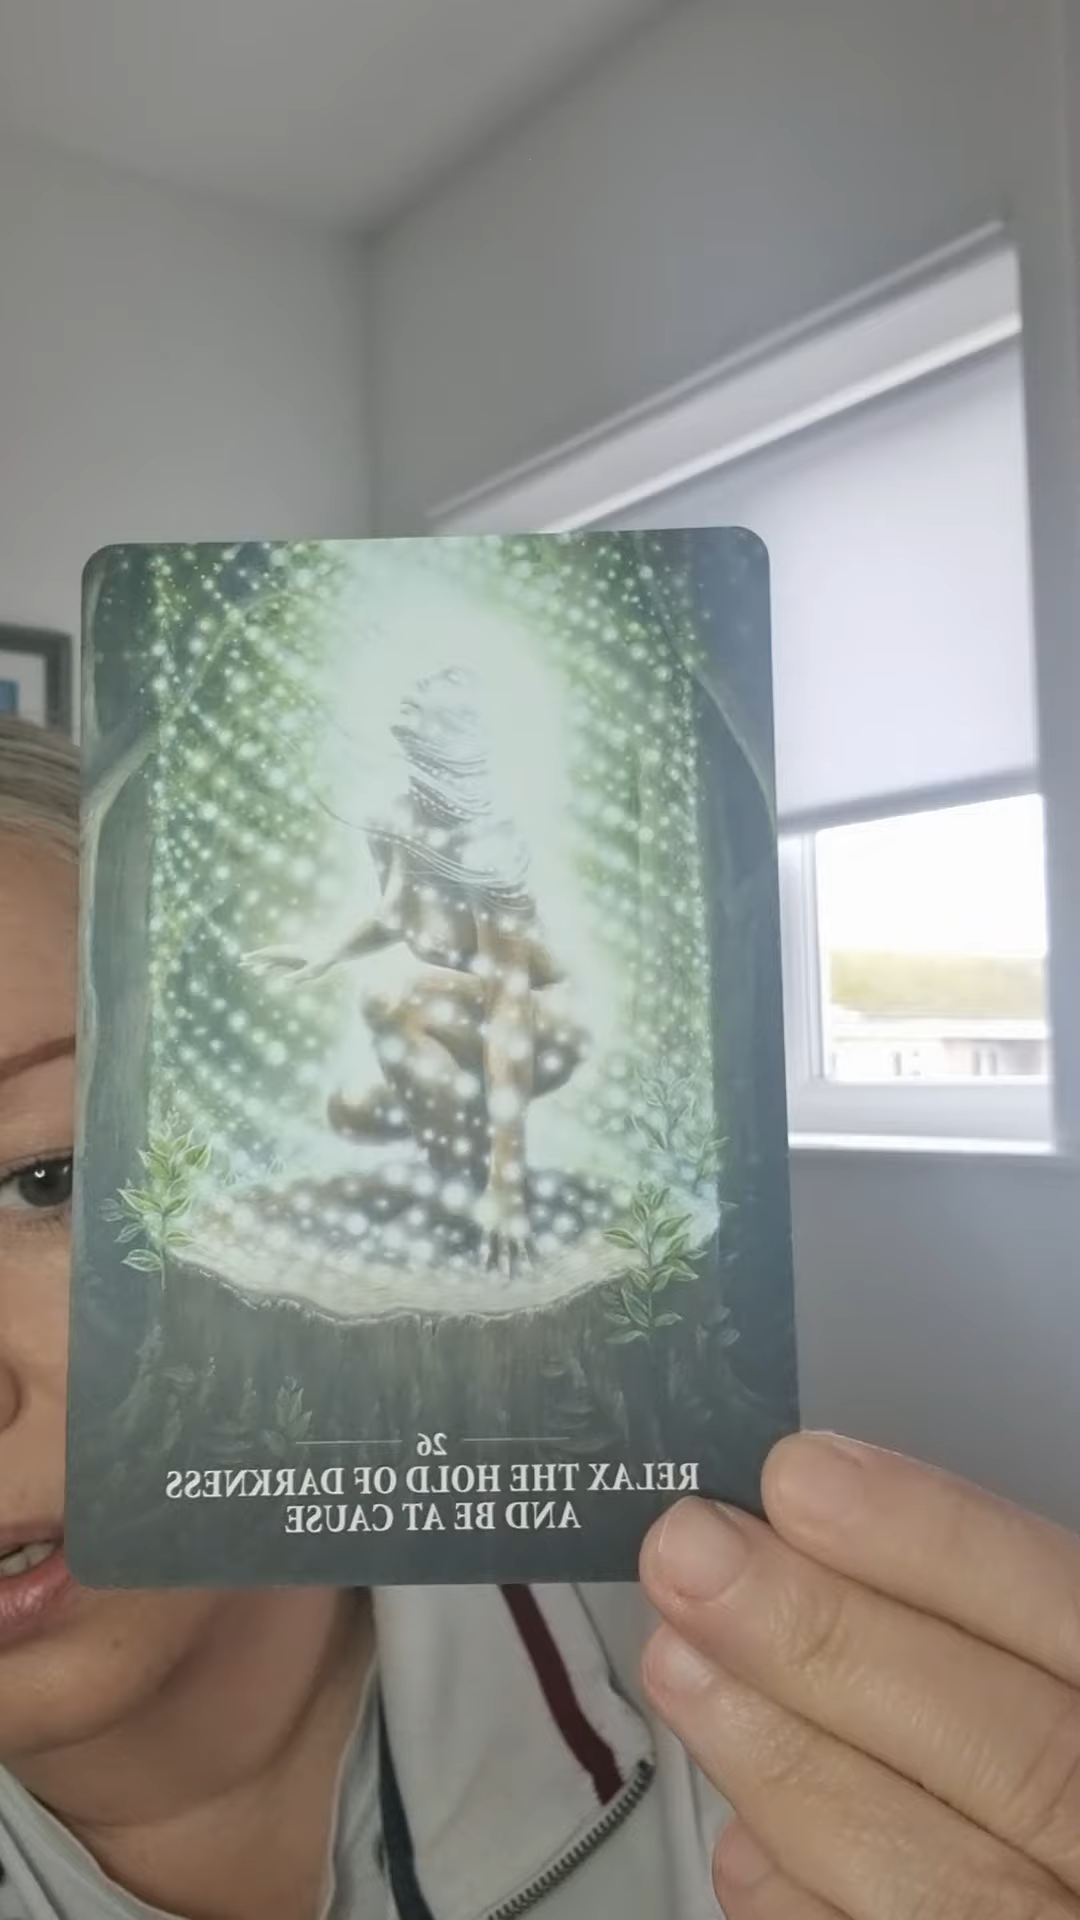 26
RELAX THE HOLD OF DARKNESS
AND BE AT CAUSE